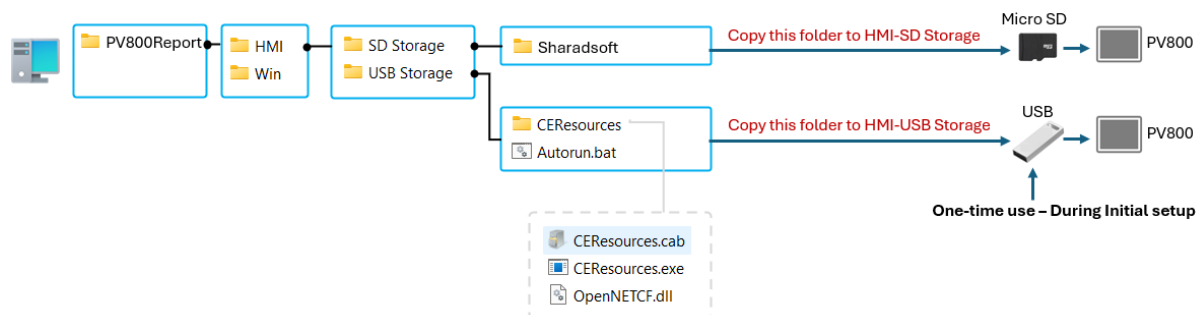 PV800Report
HMI
Win
SD Storage
USB Storage
Sharadsoft
Copy this folder to HMI-SD Storage
Micro SD
PV800
CEResources
Autorun.bat
Copy this folder to HMI-USB Storage
USB
PV800
One-time use – During Initial setup
CEResources.cab
CEResources.exe
OpenNETCF.dll